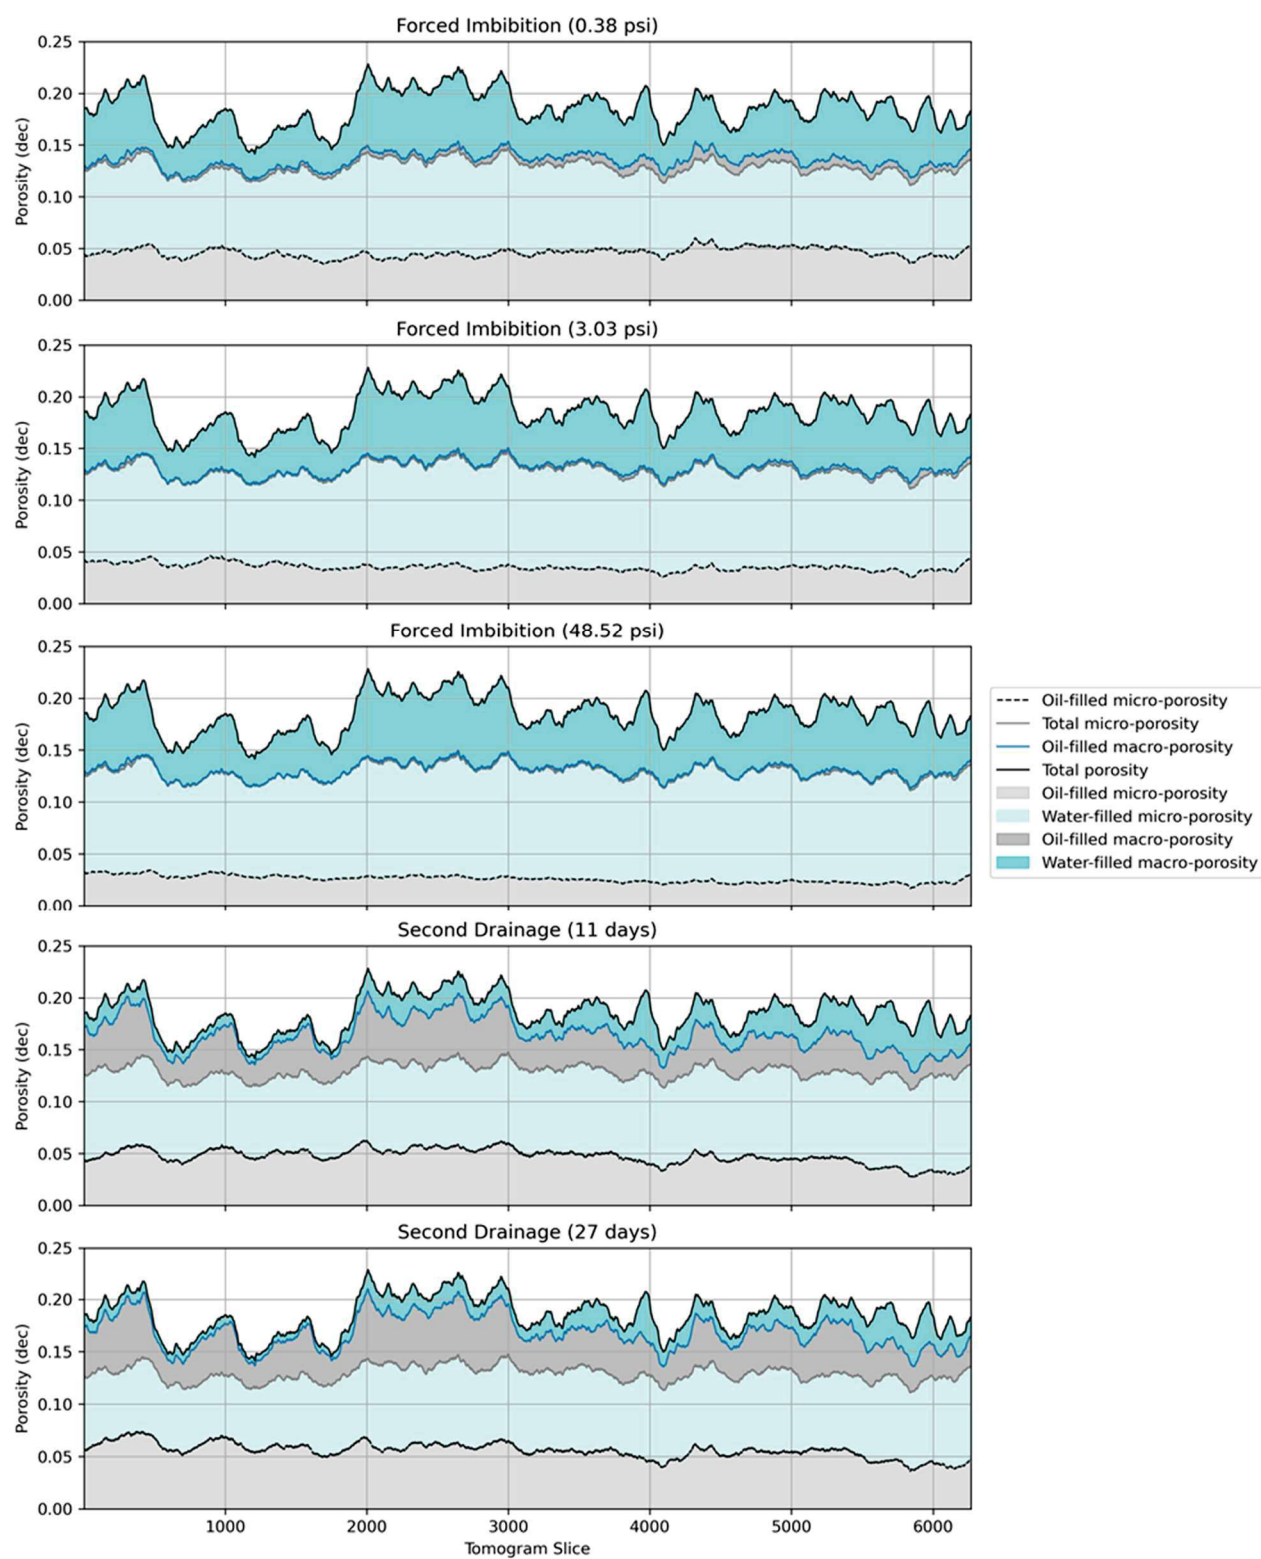 Forced Imbibition (0.38 psi)
0.25
0.20
0.15
0.10
0.05
0.00
Porosity (dec)
Forced Imbibition (3.03 psi)
0.25
0.20
0.15
0.10
0.05
0.00
Porosity (dec)
Forced Imbibition (48.52 psi)
0.25
0.20
0.15
0.10
0.05
0.00
Porosity (dec)
Oil-filled micro-porosity
Total micro-porosity
Oil-filled macro-porosity
Total porosity
Oil-filled micro-porosity
Water-filled micro-porosity
Oil-filled macro-porosity
Water-filled macro-porosity
Second Drainage (11 days)
0.25
0.20
0.15
0.10
0.05
0.00
Porosity (dec)
Second Drainage (27 days)
0.25
0.20
0.15
0.10
0.05
0.00
Porosity (dec)
1000 2000 3000 4000 5000 6000
Tomogram Slice